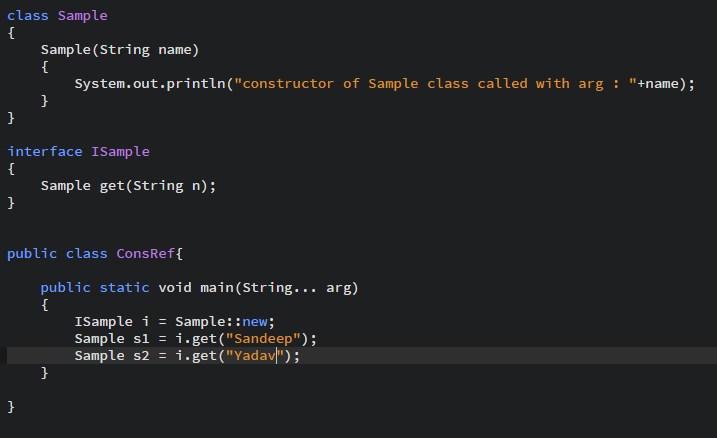 class Sample
{
    Sample(String name)
    {
        System.out.println("constructor of Sample class called with arg : "+name);
    }
}

interface ISample
{
    Sample get(String n);
}


public class ConsRef{

    public static void main(String... arg)
    {
        ISample i = Sample::new;
        Sample s1 = i.get("Sandeep");
        Sample s2 = i.get("Yadav");
    }

}